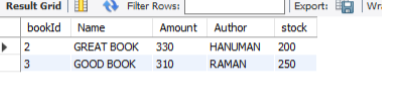 Result Grid Filter Rows: Export:
bookId Name Amount Author stock
2 GREAT BOOK 330 HANUMAN 200
3 GOOD BOOK 310 RAMAN 250